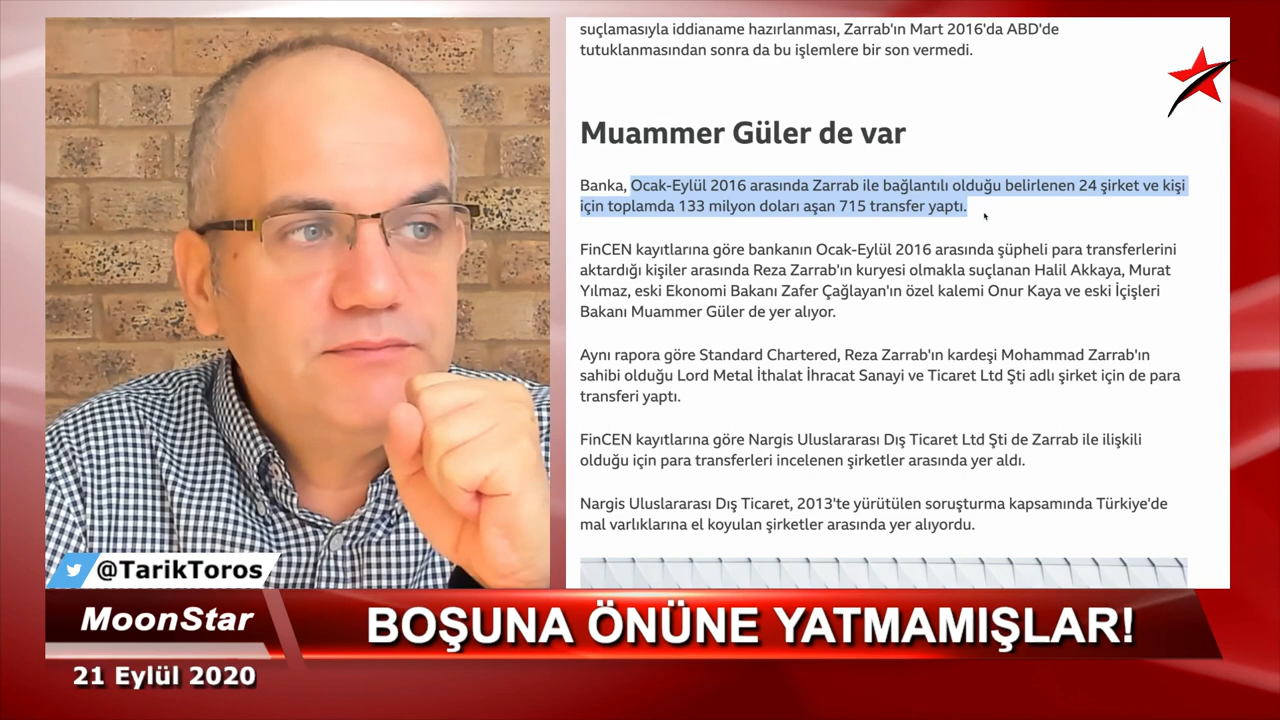 suçlamasıyla iddianame hazırlanması, Zarrab'ın Mart 2016'da ABD'de
tutuklanmasından sonra da bu işlemlere bir son vermedi.
Muammer Güler de var
Banka, Ocak-Eylül 2016 arasında Zarrab ile bağlantılı olduğu belirlenen 24 şirket ve kişi
için toplamda 133 milyon doları aşan 715 transfer yaptı.
FinCEN kayıtlarına göre bankanın Ocak-Eylül 2016 arasında şüpheli para transferlerini
aktardığı kişiler arasında Reza Zarrab'ın kuryesi olmakla suçlanan Halil Akkaya, Murat
Yılmaz, eski Ekonomi Bakanı Zafer Çağlayan'ın özel kalemi Onur Kaya ve eski İçişleri
Bakanı Muammer Güler de yer alıyor.
Aynı rapora göre Standard Chartered, Reza Zarrab'ın kardeşi Mohammad Zarrab'ın
sahibi olduğu Lord Metal İthalat İhracat Sanayi ve Ticaret Ltd Şti adlı şirket için de para
transferi yaptı.
FinCEN kayıtlarına göre Nargis Uluslararası Dış Ticaret Ltd Şti de Zarrab ile ilişkili
olduğu için para transferleri incelenen şirketler arasında yer aldı.
Nargis Uluslararası Dış Ticaret, 2013'te yürütülen soruşturma kapsamında Türkiye'de
mal varlıklarına el koyulan şirketler arasında yer alıyordu.
@TarikToros
MoonStar
BOŞUNA ÖNÜNE YATMAMIŞLAR!
21 Eylül 2020